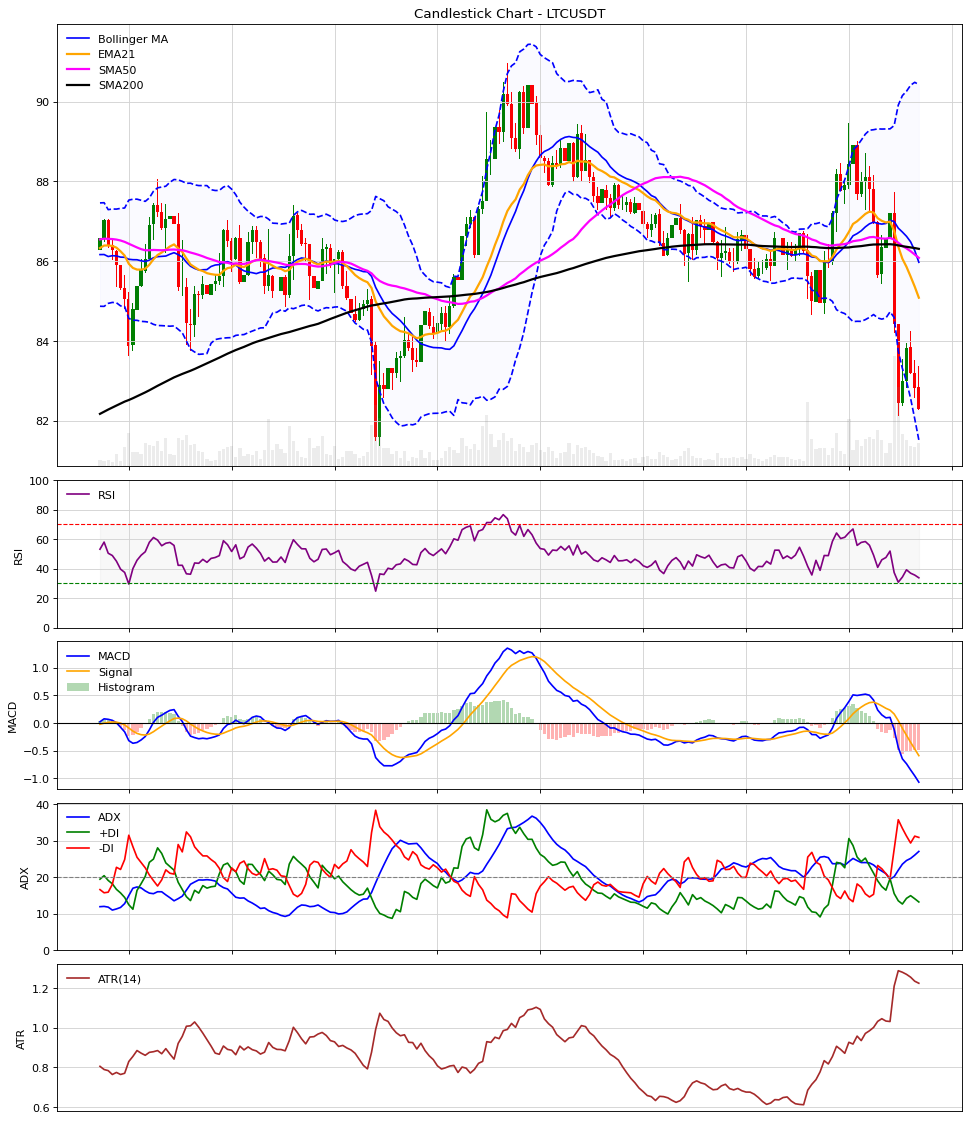 Candlestick Chart - LTCUSDT
Bollinger MA
EMA21
SMA50
SMA200
90
88
86
84
82
100
80
60
40
20
0
RSI
RSI
1.0
0.5
0.0
−0.5
−1.0
MACD
MACD
Signal
Histogram
40
30
20
10
0
ADX
ADX
+DI
-DI
1.2
1.0
0.8
0.6
ATR
ATR(14)